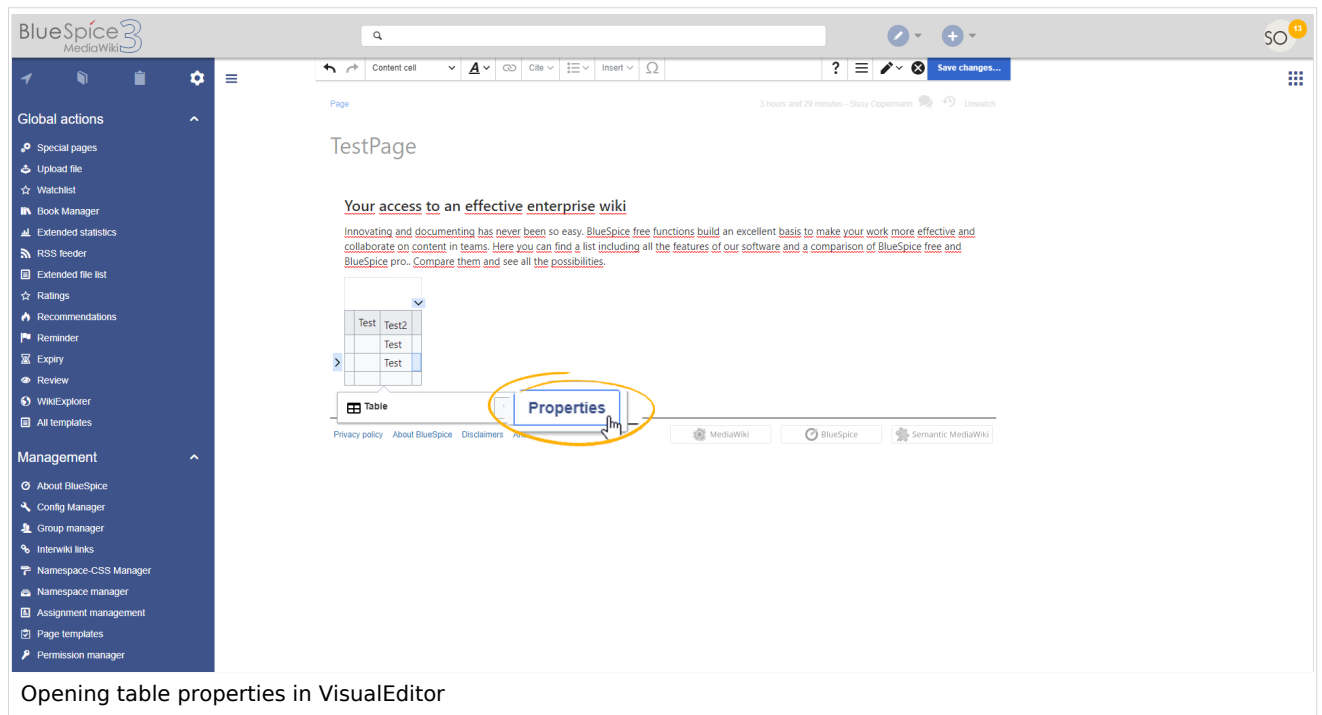 BlueSpice 3
MediaWiki
SO 13
Content cell A Cite Insert Ω ? Save changes...
Page 3 hours and 29 minutes - Sissy Oppermann Unwatch
Global actions
Special pages
Upload file
Watchlist
Book Manager
Extended statistics
RSS feeder
Extended file list
Ratings
Recommendations
Reminder
Expiry
Review
WikiExplorer
All templates
Management
About BlueSpice
Config Manager
Group manager
Interwiki links
Namespace-CSS Manager
Namespace manager
Assignment management
Page templates
Permission manager
TestPage
Your access to an effective enterprise wiki
Innovating and documenting has never been so easy. BlueSpice free functions build an excellent basis to make your work more effective and
collaborate on content in teams. Here you can find a list including all the features of our software and a comparison of BlueSpice free and
BlueSpice pro.. Compare them and see all the possibilities.
Test Test2
Test
Test
Table Properties
Privacy policy About BlueSpice Disclaimers MediaWiki BlueSpice Semantic MediaWiki
Opening table properties in VisualEditor